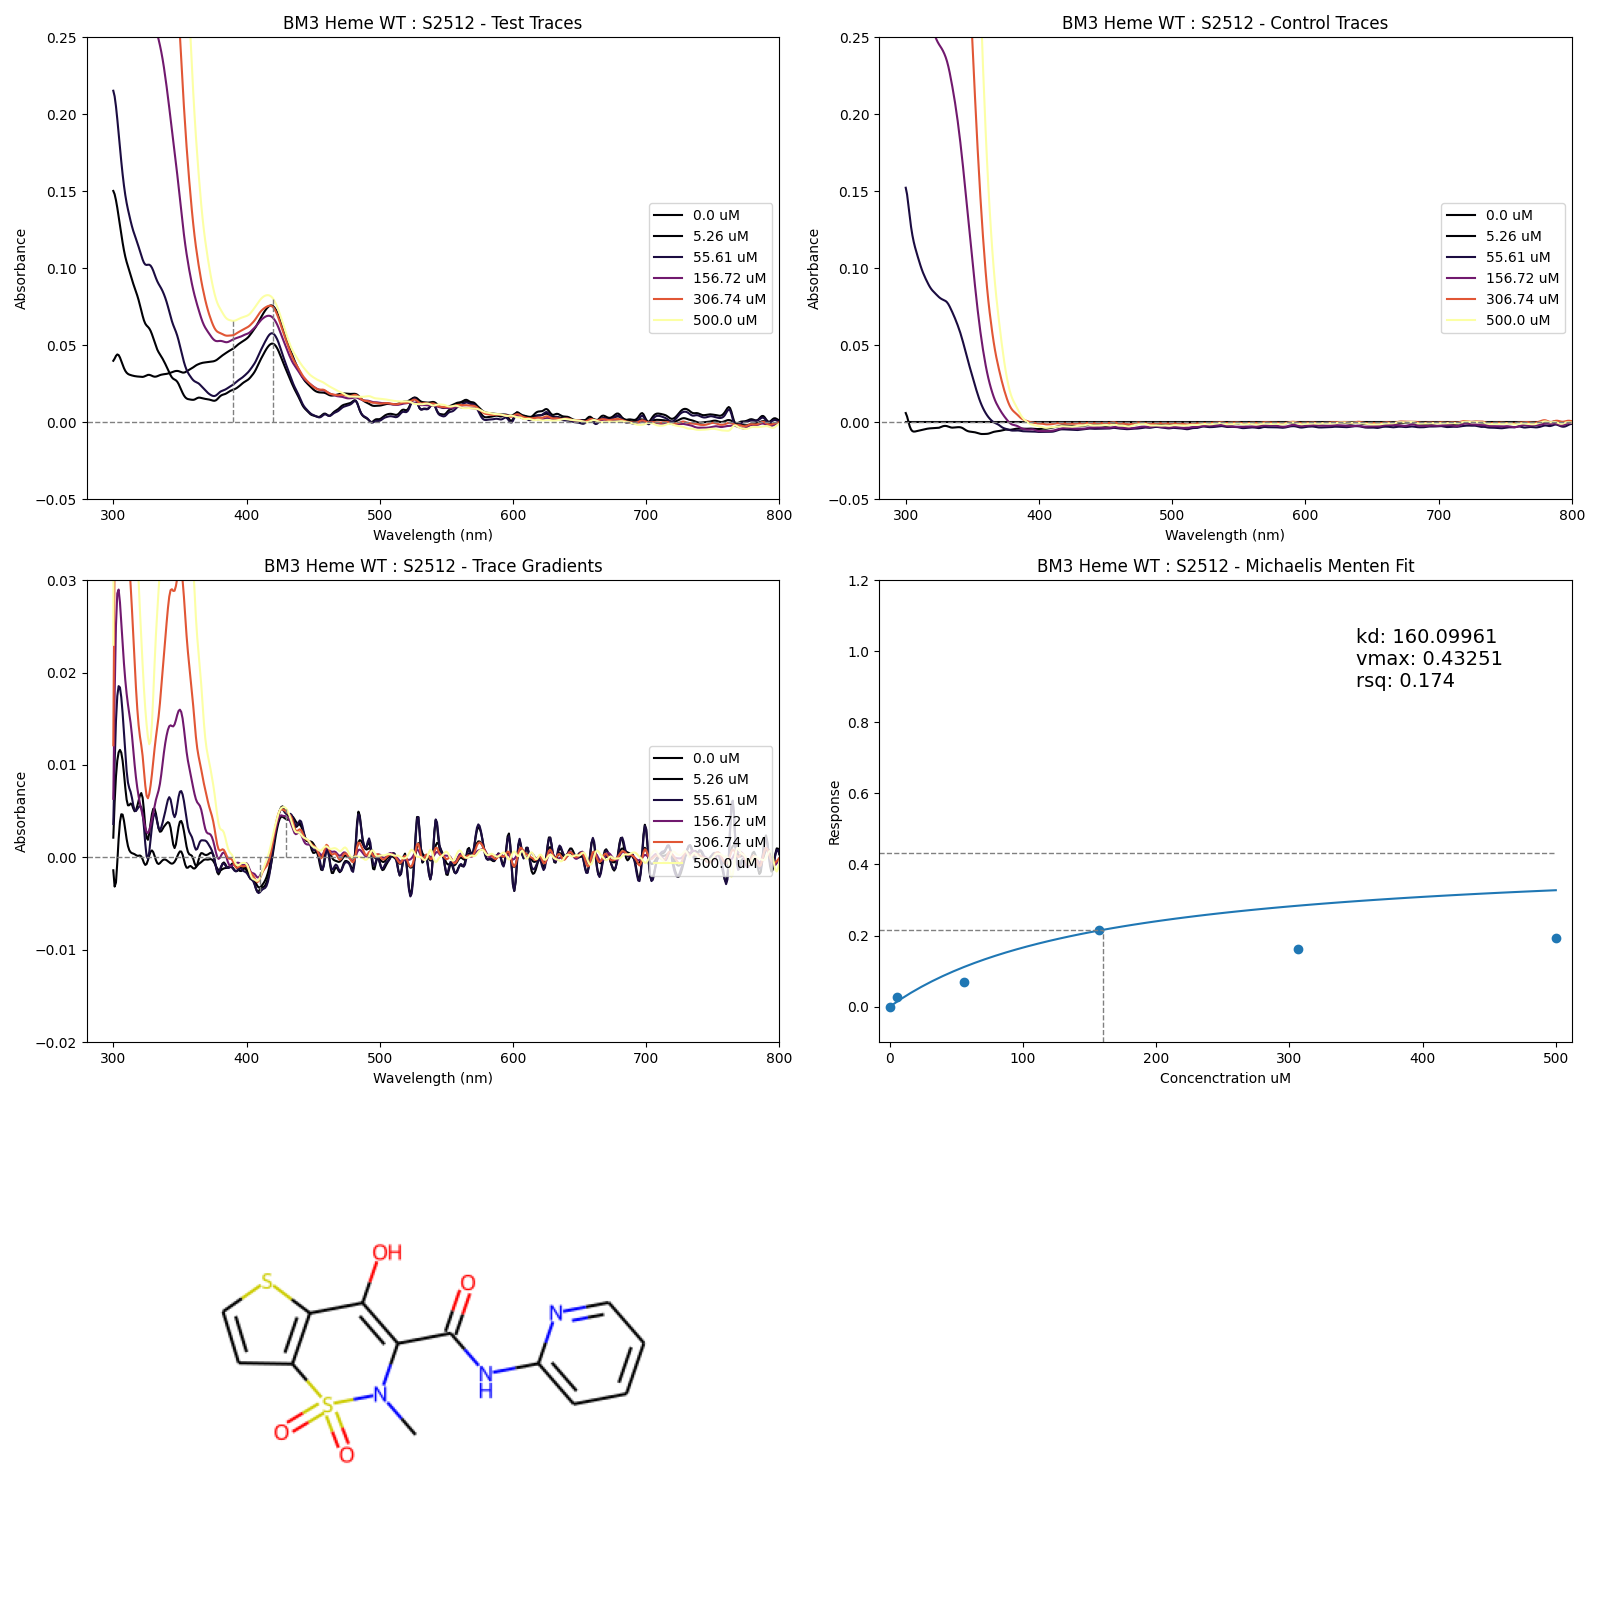 BM3 Heme WT : S2512 - Test Traces
0.25
0.20
0.15
0.10
0.05
0.00
−0.05
Absorbance
300 400 500 600 700 800
Wavelength (nm)
0.0 uM
5.26 uM
55.61 uM
156.72 uM
306.74 uM
500.0 uM
BM3 Heme WT : S2512 - Control Traces
0.25
0.20
0.15
0.10
0.05
0.00
−0.05
Absorbance
300 400 500 600 700 800
Wavelength (nm)
0.0 uM
5.26 uM
55.61 uM
156.72 uM
306.74 uM
500.0 uM
BM3 Heme WT : S2512 - Trace Gradients
0.03
0.02
0.01
0.00
−0.01
−0.02
Absorbance
300 400 500 600 700 800
Wavelength (nm)
0.0 uM
5.26 uM
55.61 uM
156.72 uM
306.74 uM
500.0 uM
BM3 Heme WT : S2512 - Michaelis Menten Fit
1.2
1.0
0.8
0.6
0.4
0.2
0.0
Response
0 100 200 300 400 500
Concenctration uM
kd: 160.09961
vmax: 0.43251
rsq: 0.174
OH
S
O
N
N
H
N
S
O
O